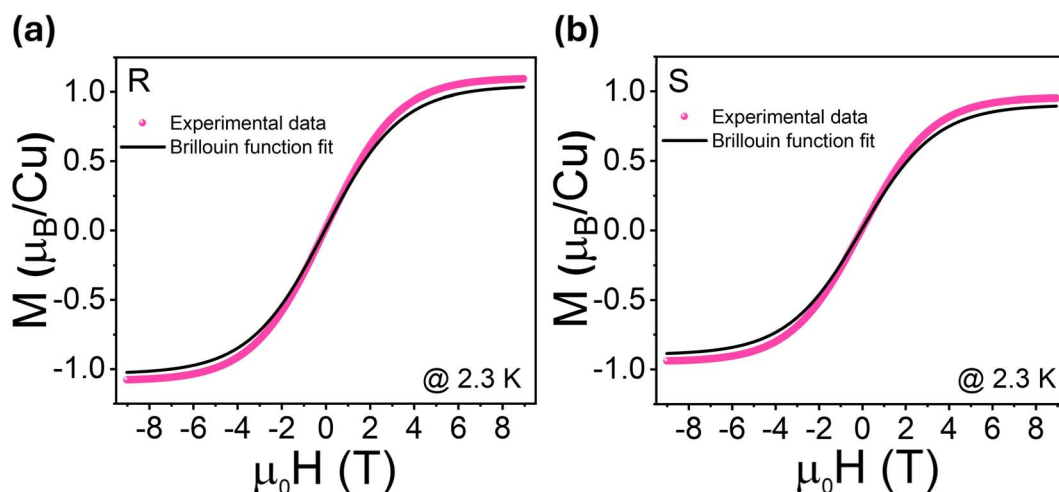 (a)
R
Experimental data
Brillouin function fit
@ 2.3 K
M (μB/Cu)
1.0
0.5
0.0
-0.5
-1.0
-8 -6 -4 -2 0 2 4 6 8
μ0H (T)
(b)
S
Experimental data
Brillouin function fit
@ 2.3 K
M (μB/Cu)
1.0
0.5
0.0
-0.5
-1.0
-8 -6 -4 -2 0 2 4 6 8
μ0H (T)